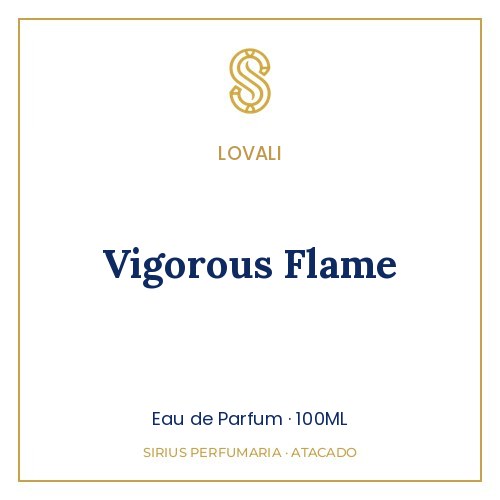 LOVALI
Vigorous Flame
Eau de Parfum · 100ML
SIRIUS PERFUMARIA · ATACADO